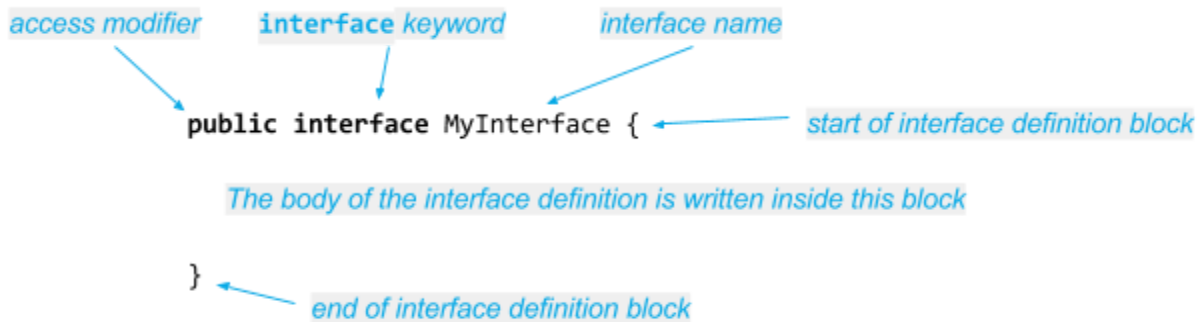 access modifier interface keyword interface name
public interface MyInterface { start of interface definition block
The body of the interface definition is written inside this block
}
end of interface definition block